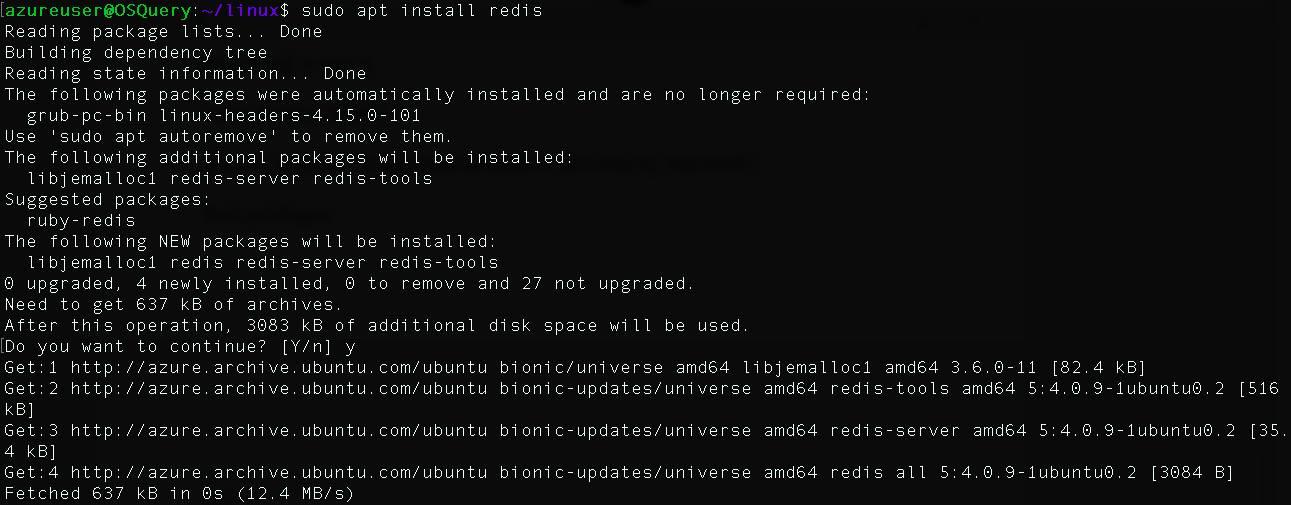 [azureuser@OSQuery:~/linux$ sudo apt install redis
Reading package lists... Done
Building dependency tree
Reading state information... Done
The following packages were automatically installed and are no longer required:
  grub-pc-bin linux-headers-4.15.0-101
Use 'sudo apt autoremove' to remove them.
The following additional packages will be installed:
  libjemalloc1 redis-server redis-tools
Suggested packages:
  ruby-redis
The following NEW packages will be installed:
  libjemalloc1 redis redis-server redis-tools
0 upgraded, 4 newly installed, 0 to remove and 27 not upgraded.
Need to get 637 kB of archives.
After this operation, 3083 kB of additional disk space will be used.
[Do you want to continue? [Y/n] y
Get:1 http://azure.archive.ubuntu.com/ubuntu bionic/universe amd64 libjemalloc1 amd64 3.6.0-11 [82.4 kB]
Get:2 http://azure.archive.ubuntu.com/ubuntu bionic-updates/universe amd64 redis-tools amd64 5:4.0.9-1ubuntu0.2 [516
kB]
Get:3 http://azure.archive.ubuntu.com/ubuntu bionic-updates/universe amd64 redis-server amd64 5:4.0.9-1ubuntu0.2 [35.
4 kB]
Get:4 http://azure.archive.ubuntu.com/ubuntu bionic-updates/universe amd64 redis all 5:4.0.9-1ubuntu0.2 [3084 B]
Fetched 637 kB in 0s (12.4 MB/s)